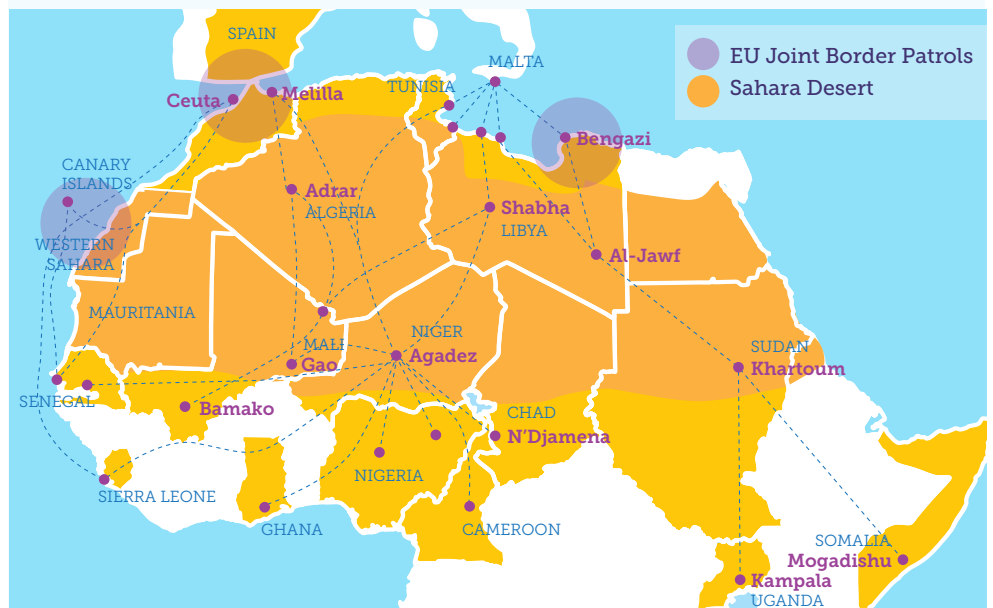 SPAIN
MALTA
EU Joint Border Patrols
Sahara Desert
TUNISIA
Ceuta
Melilla
Bengazi
CANARY
ISLANDS
Adrar
ALGERIA
Shabha
LIBYA
WESTERN
SAHARA
Al-Jawf
MAURITANIA
NIGER
MALI
Agadez
Gao
SUDAN
Khartoum
SENEGAL
Bamako
CHAD
N'Djamena
NIGERIA
SIERRA LEONE
GHANA
CAMEROON
SOMALIA
Mogadishu
Kampala
UGANDA